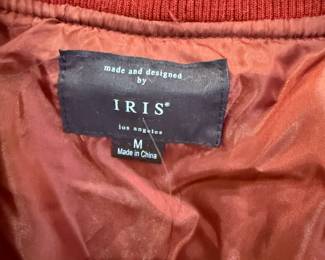 made and designed
by
IRIS®
los angeles
M
Made in China